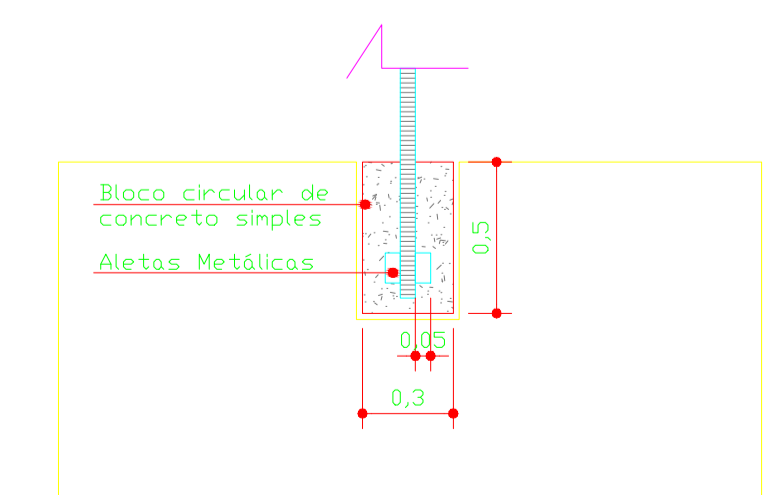 Bloco circular de
concreto simples
Aletas Metálicas
0,5
0,05
0,3